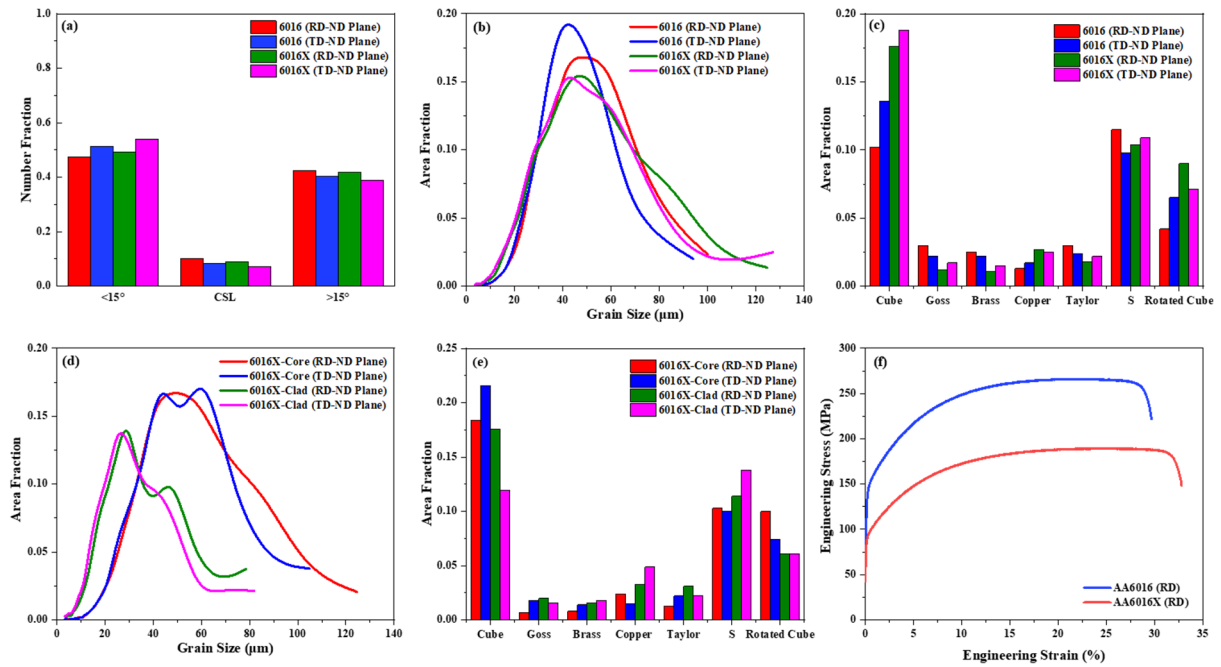 (a)
6016 (RD-ND Plane)
6016 (TD-ND Plane)
6016X (RD-ND Plane)
6016X (TD-ND Plane)
Number Fraction
1.0
0.8
0.6
0.4
0.2
0.0
<15°
CSL
>15°
(b)
6016 (RD-ND Plane)
6016 (TD-ND Plane)
6016X (RD-ND Plane)
6016X (TD-ND Plane)
Area Fraction
0.20
0.15
0.10
0.05
0.00
0
20
40
60
80
100
120
140
Grain Size (µm)
(c)
6016 (RD-ND Plane)
6016 (TD-ND Plane)
6016X (RD-ND Plane)
6016X (TD-ND Plane)
Area Fraction
0.20
0.15
0.10
0.05
0.00
Cube
Goss
Brass
Copper
Taylor
S
Rotated Cube
(d)
6016X-Core (RD-ND Plane)
6016X-Core (TD-ND Plane)
6016X-Clad (RD-ND Plane)
6016X-Clad (TD-ND Plane)
Area Fraction
0.20
0.15
0.10
0.05
0.00
0
20
40
60
80
100
120
140
Grain Size (µm)
(e)
6016X-Core (RD-ND Plane)
6016X-Core (TD-ND Plane)
6016X-Clad (RD-ND Plane)
6016X-Clad (TD-ND Plane)
Area Fraction
0.25
0.20
0.15
0.10
0.05
0.00
Cube
Goss
Brass
Copper
Taylor
S
Rotated Cube
(f)
Engineering Stress (MPa)
300
250
200
150
100
50
0
AA6016 (RD)
AA6016X (RD)
0
5
10
15
20
25
30
35
Engineering Strain (%)